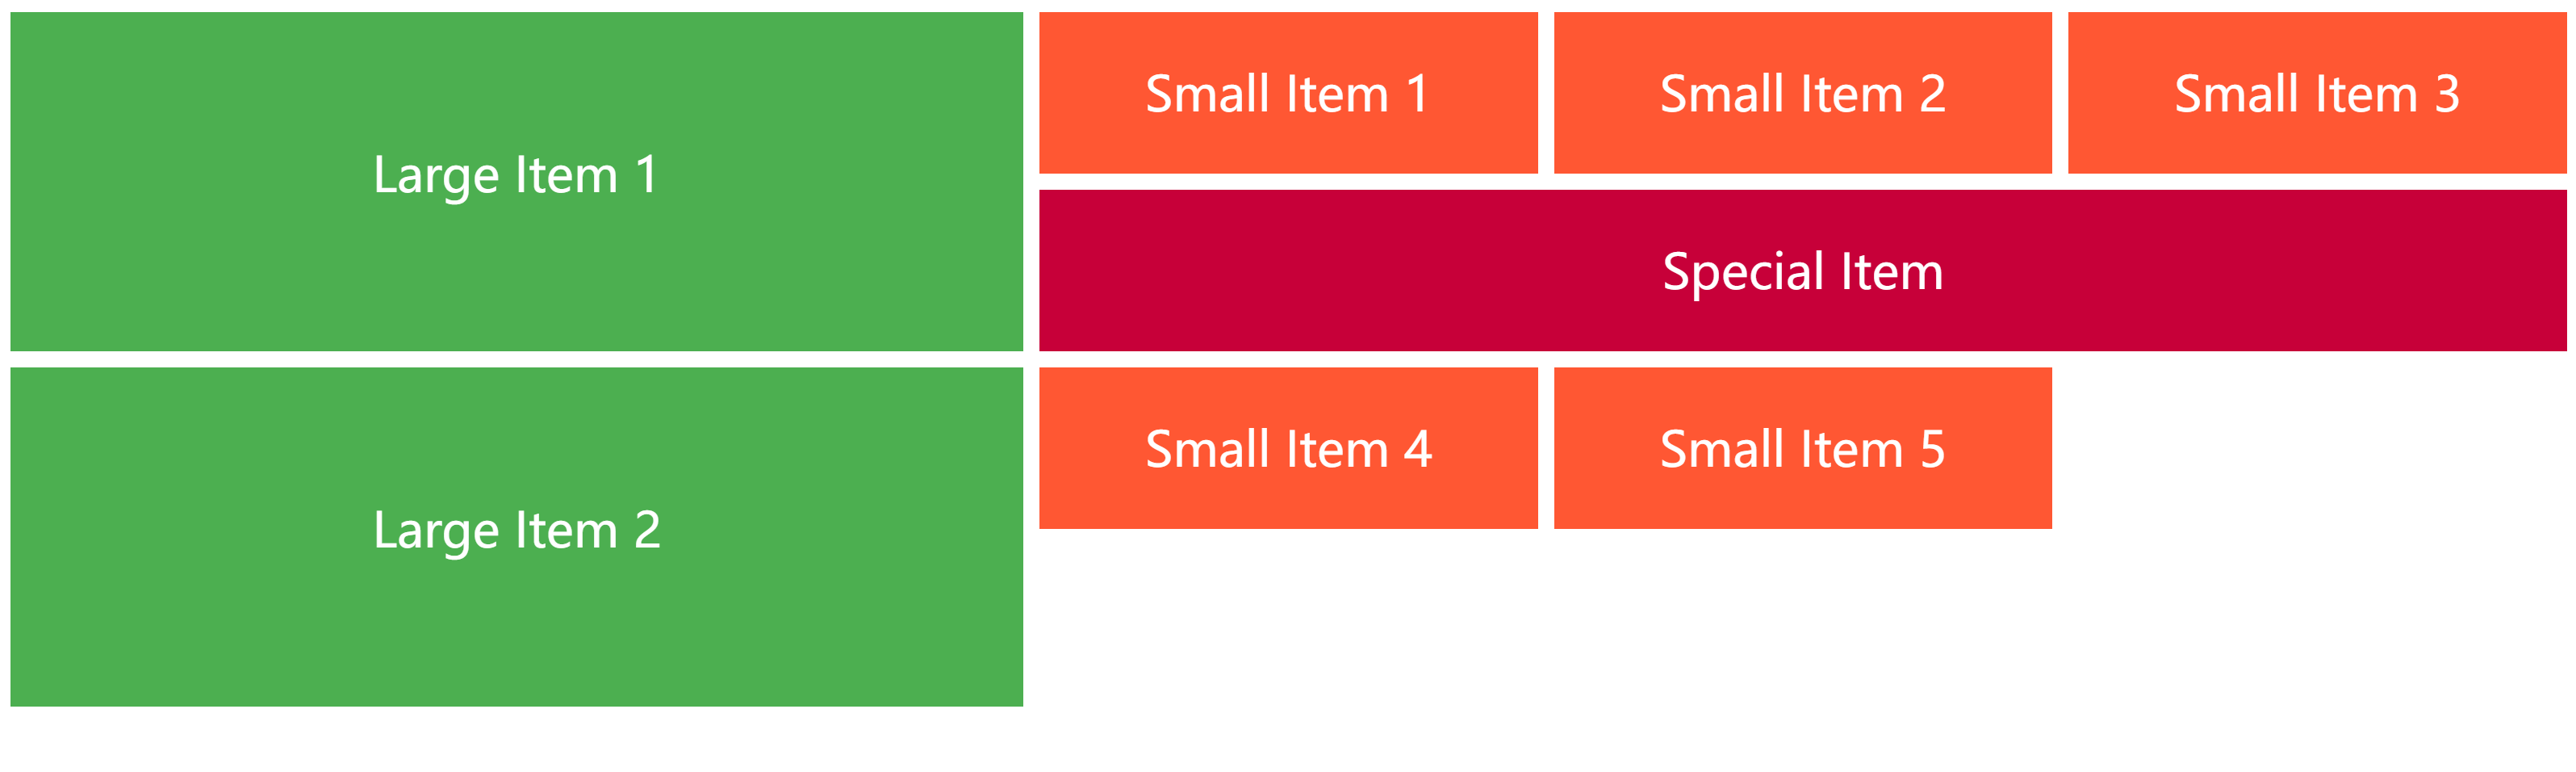 Large Item 1
Small Item 1
Small Item 2
Small Item 3
Special Item
Large Item 2
Small Item 4
Small Item 5